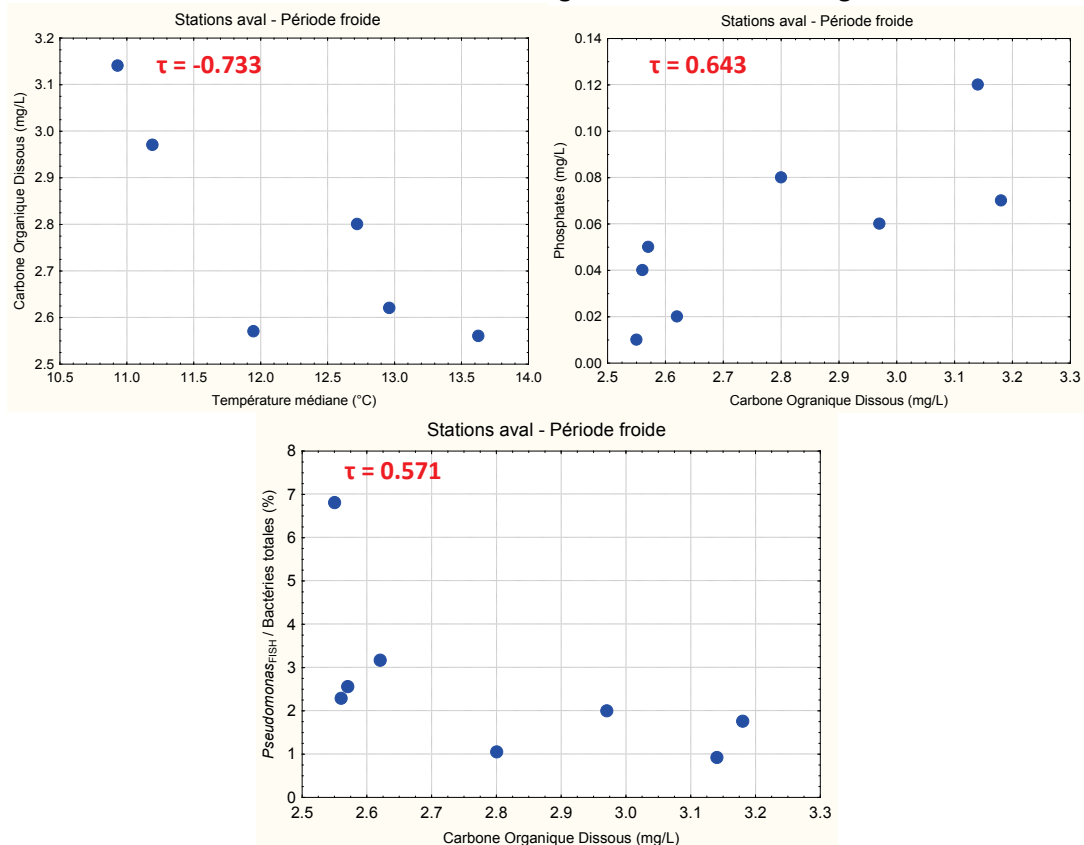 Stations aval - Période froide
τ = -0.733
Carbone Organique Dissous (mg/L)
3.2
3.1
3.0
2.9
2.8
2.7
2.6
2.5
10.5 11.0 11.5 12.0 12.5 13.0 13.5 14.0
Température médiane (°C)
Stations aval - Période froide
τ = 0.643
Phosphates (mg/L)
0.14
0.12
0.10
0.08
0.06
0.04
0.02
0.00
2.5 2.6 2.7 2.8 2.9 3.0 3.1 3.2 3.3
Carbone Ogranique Dissous (mg/L)
Stations aval - Période froide
τ = 0.571
Pseudomonas FISH / Bactéries totales (%)
8
7
6
5
4
3
2
1
0
2.5 2.6 2.7 2.8 2.9 3.0 3.1 3.2 3.3
Carbone Organique Dissous (mg/L)